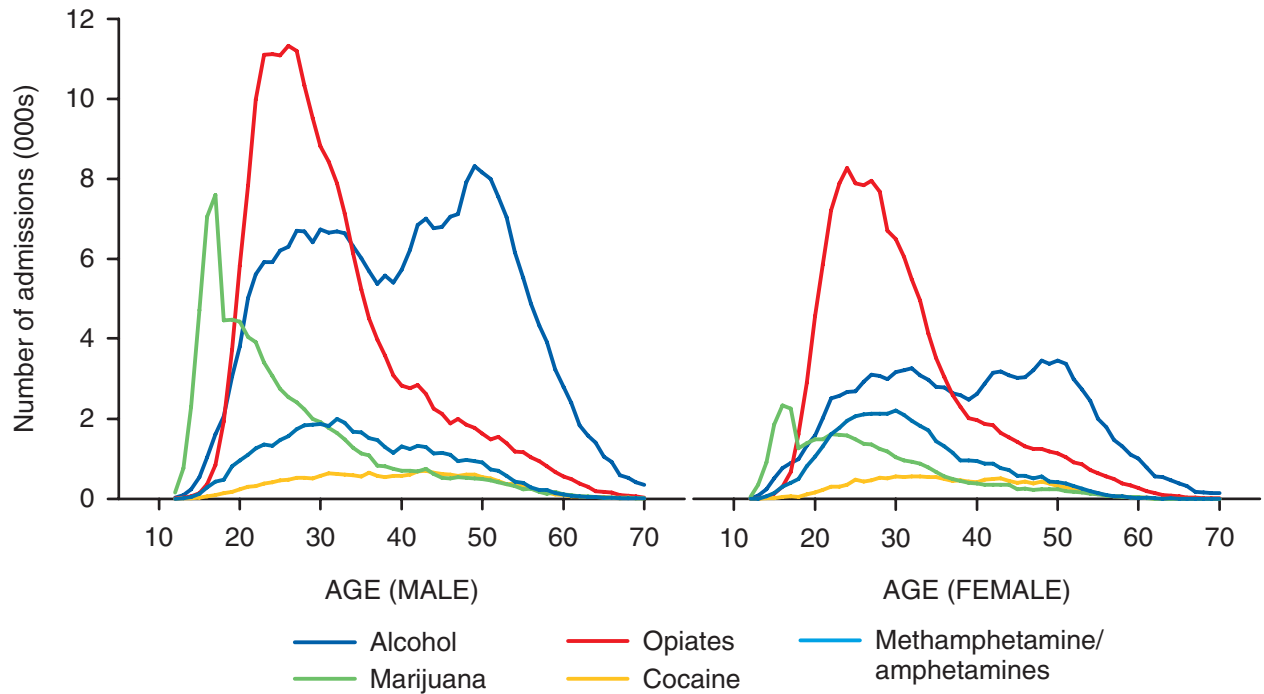 Number of admissions (000s)
12
10
8
6
4
2
0
10 20 30 40 50 60 70
AGE (MALE)
10 20 30 40 50 60 70
AGE (FEMALE)
Alcohol
Opiates
Methamphetamine/
amphetamines
Marijuana
Cocaine